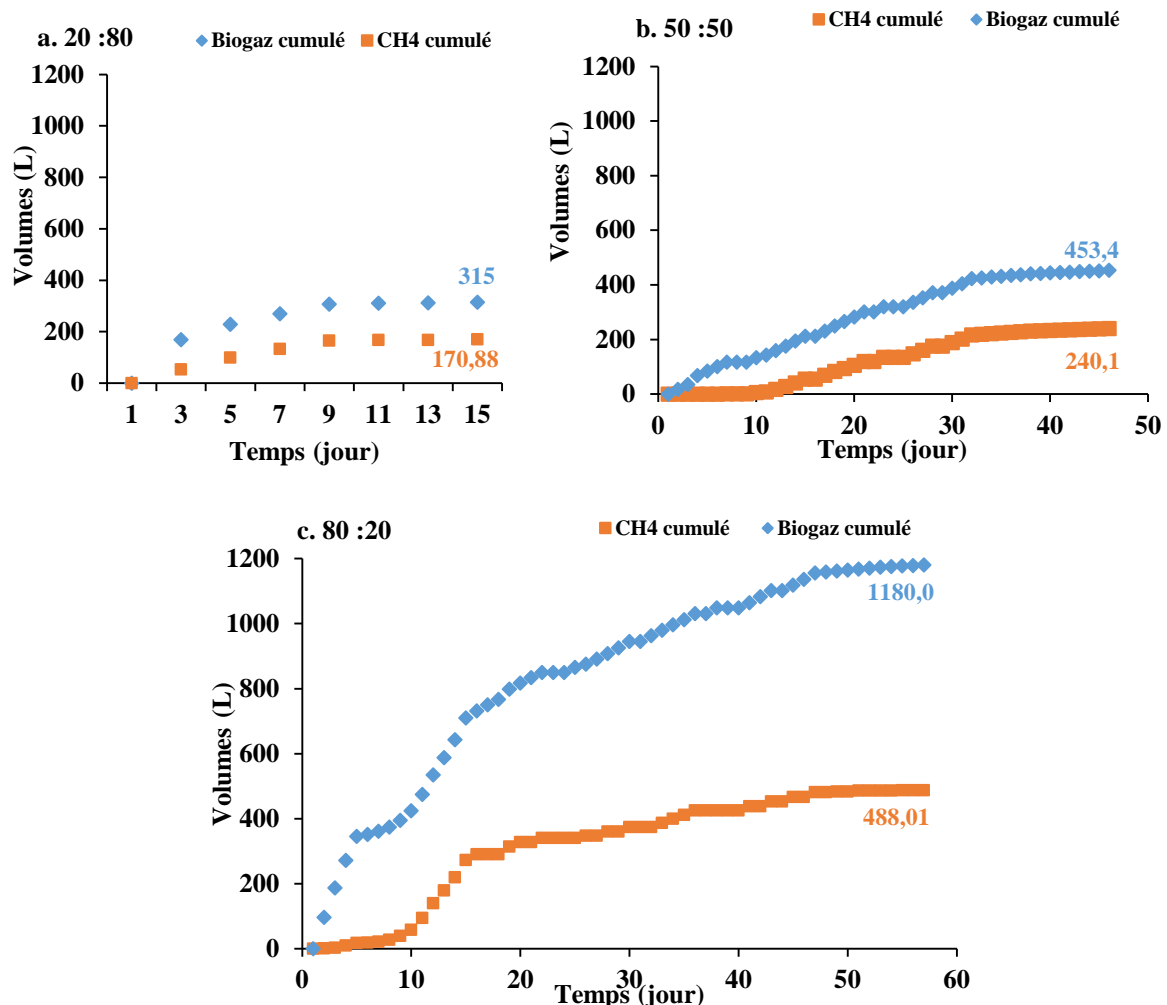 a. 20 :80
Biogaz cumulé CH4 cumulé
1200
1000
800
600
400
200
0
Volumes (L)
315
170,88
1 3 5 7 9 11 13 15
Temps (jour)
b. 50 :50
CH4 cumulé Biogaz cumulé
1200
1000
800
600
400
200
0
Volumes (L)
453,4
240,1
0 10 20 30 40 50
Temps (jour)
c. 80 :20
CH4 cumulé Biogaz cumulé
1200
1000
800
600
400
200
0
Volumes (L)
1180,0
488,01
0 10 20 30 40 50 60
Temps (jour)